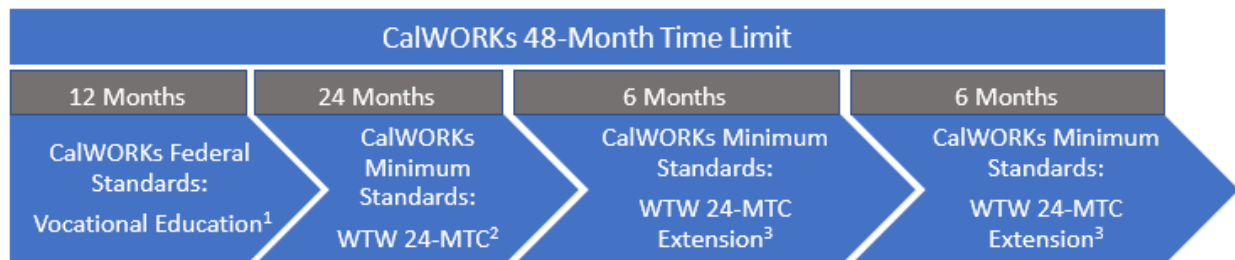 CalWORKs 48-Month Time Limit
12 Months
24 Months
6 Months
6 Months
CalWORKs Federal
Standards:
Vocational Education¹
CalWORKs
Minimum
Standards:
WTW 24-MTC²
CalWORKs Minimum
Standards:
WTW 24-MTC
Extension³
CalWORKs Minimum
Standards:
WTW 24-MTC
Extension³